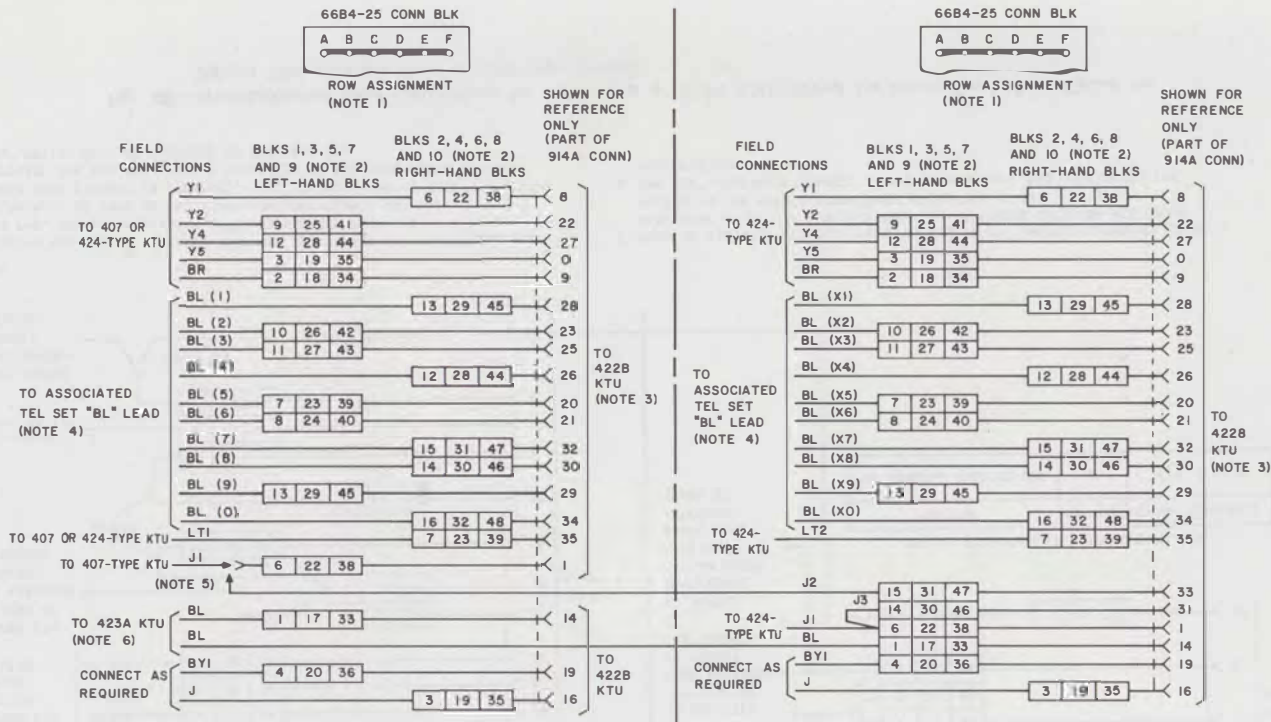 66B4-25 CONN BLK
A B C D E F
ROW ASSIGNMENT
(NOTE 1)
SHOWN FOR
REFERENCE
ONLY
(PART OF
914A CONN)
FIELD
CONNECTIONS
BLKS 1, 3, 5, 7
AND 9 (NOTE 2)
LEFT-HAND BLKS
BLKS 2, 4, 6, 8
AND 10 (NOTE 2)
RIGHT-HAND BLKS
TO 407 OR
424-TYPE KTU
Y1 6 22 38 8
Y2 9 25 41 22
Y4 12 28 44 27
Y5 3 19 35 0
BR 2 18 34 9
TO ASSOCIATED
TEL SET "BL" LEAD
(NOTE 4)
BL (1) 13 29 45 28
BL (2) 10 26 42 23
BL (3) 11 27 43 25
BL (4) 12 28 44 26
BL (5) 7 23 39 20
BL (6) 8 24 40 21
BL (7) 15 31 47 32
BL (8) 14 30 46 30
BL (9) 13 29 45 29
BL (0) 16 32 48 34
TO 407 OR 424-TYPE KTU LT1 7 23 39 35
TO 407-TYPE KTU J1 6 22 38 1
(NOTE 5)
TO
422B
KTU
(NOTE 3)
TO 423A KTU
(NOTE 6)
BL 1 17 33 14
BL
CONNECT AS
REQUIRED
BY1 4 20 36 19
J 3 19 35 16
TO
422B
KTU
66B4-25 CONN BLK
A B C D E F
ROW ASSIGNMENT
(NOTE 1)
SHOWN FOR
REFERENCE
ONLY
(PART OF
914A CONN)
FIELD
CONNECTIONS
BLKS 1, 3, 5, 7
AND 9 (NOTE 2)
LEFT-HAND BLKS
BLKS 2, 4, 6, 8
AND 10 (NOTE 2)
RIGHT-HAND BLKS
TO 424-
TYPE KTU
Y1 6 22 38 8
Y2 9 25 41 22
Y4 12 28 44 27
Y5 3 19 35 0
BR 2 18 34 9
TO
ASSOCIATED
TEL SET
"BL" LEAD
(NOTE 4)
BL (X1) 13 29 45 28
BL (X2) 10 26 42 23
BL (X3) 11 27 43 25
BL (X4) 12 28 44 26
BL (X5) 7 23 39 20
BL (X6) 8 24 40 21
BL (X7) 15 31 47 32
BL (X8) 14 30 46 30
BL (X9) 13 29 45 29
BL (X0) 16 32 48 34
TO 424-
TYPE KTU
LT2 7 23 39 35
J2 15 31 47 33
J3 14 30 46 31
TO 424-
TYPE KTU
J1 6 22 38 1
BL 1 17 33 14
CONNECT AS
REQUIRED
BY1 4 20 36 19
J 3 19 35 16
TO
422B
KTU
(NOTE 3)